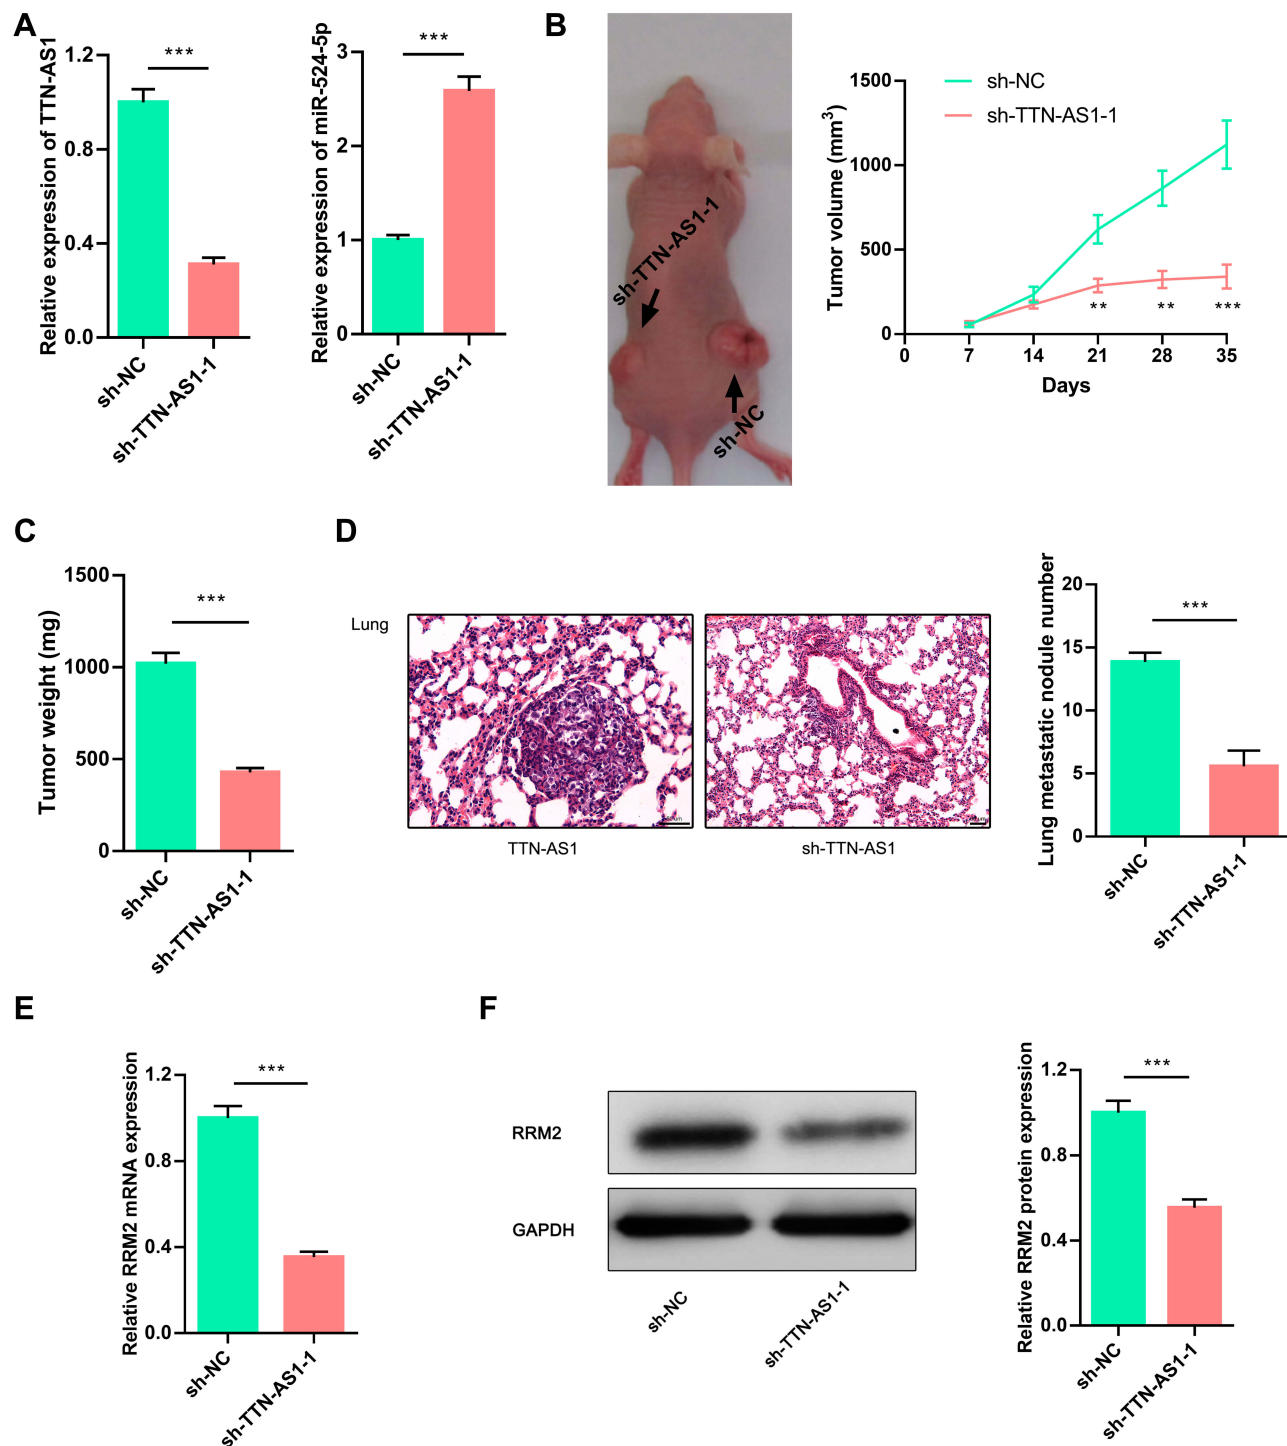 A
Relative expression of TTN-AS1
1.2
0.8
0.4
0.0
***
sh-NC
sh-TTN-AS1-1
Relative expression of miR-524-5p
3
2
1
0
***
sh-NC
sh-TTN-AS1-1
B
sh-TTN-AS1-1
sh-NC
Tumor volume (mm3)
1500
1000
500
0
sh-NC
sh-TTN-AS1-1
** ** ***
0 7 14 21 28 35
Days
C
Tumor weight (mg)
1500
1000
500
0
***
sh-NC
sh-TTN-AS1-1
D
Lung
TTN-AS1
sh-TTN-AS1
Lung metastatic nodule number
20
15
10
5
0
***
sh-NC
sh-TTN-AS1-1
E
Relative RRM2 mRNA expression
1.2
0.8
0.4
0.0
***
sh-NC
sh-TTN-AS1-1
F
RRM2
GAPDH
sh-NC
sh-TTN-AS1-1
Relative RRM2 protein expression
1.2
0.8
0.4
0.0
***
sh-NC
sh-TTN-AS1-1